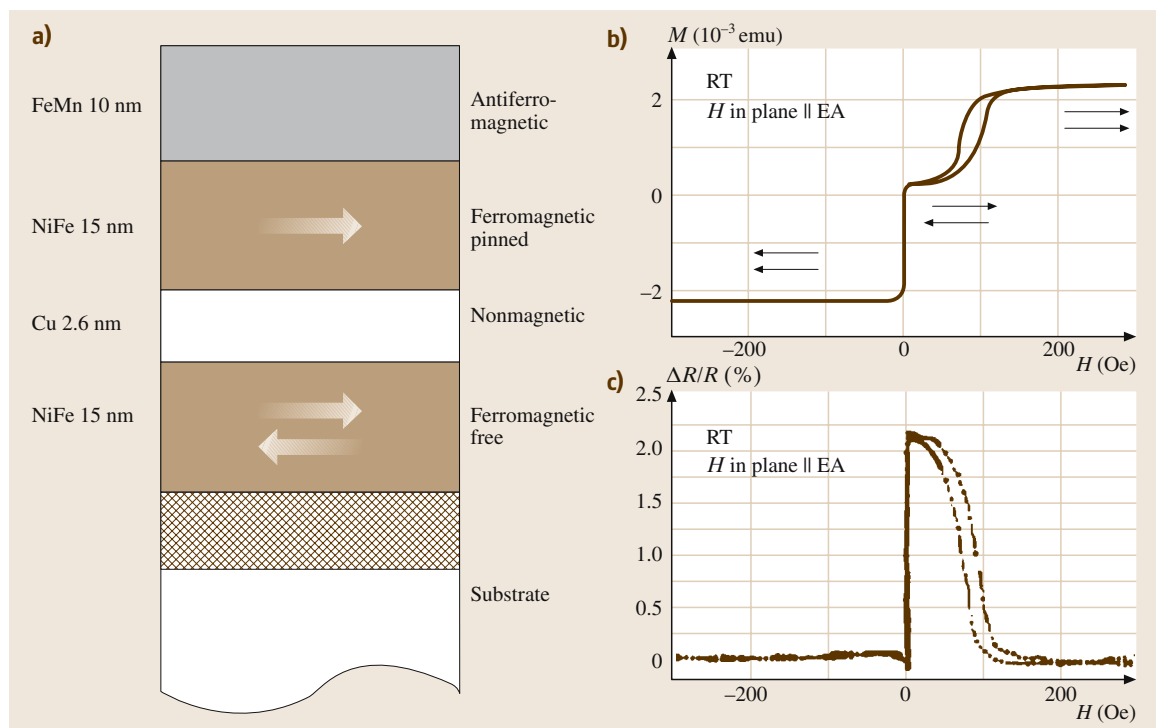 a)
FeMn 10 nm
NiFe 15 nm
Cu 2.6 nm
NiFe 15 nm
Antiferro-
magnetic
Ferromagnetic
pinned
Nonmagnetic
Ferromagnetic
free
Substrate
b)
M (10⁻³ emu)
RT
H in plane || EA
2
0
−2
−200
0
200
H (Oe)
c)
ΔR/R (%)
RT
H in plane || EA
2.5
2.0
1.5
1.0
0.5
0
−200
0
200
H (Oe)